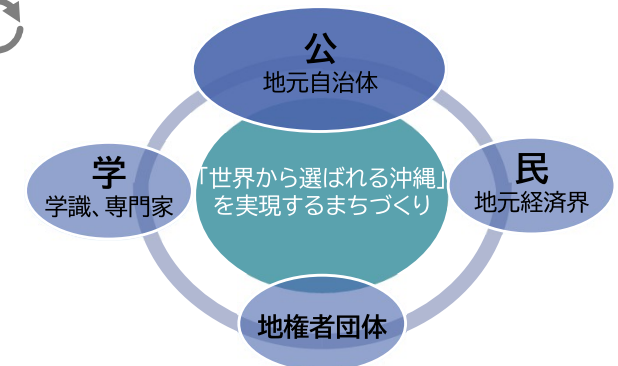 公
地元自治体
学
学識、専門家
「世界から選ばれる沖縄」
を実現するまちづくり
民
地元経済界
地権者団体